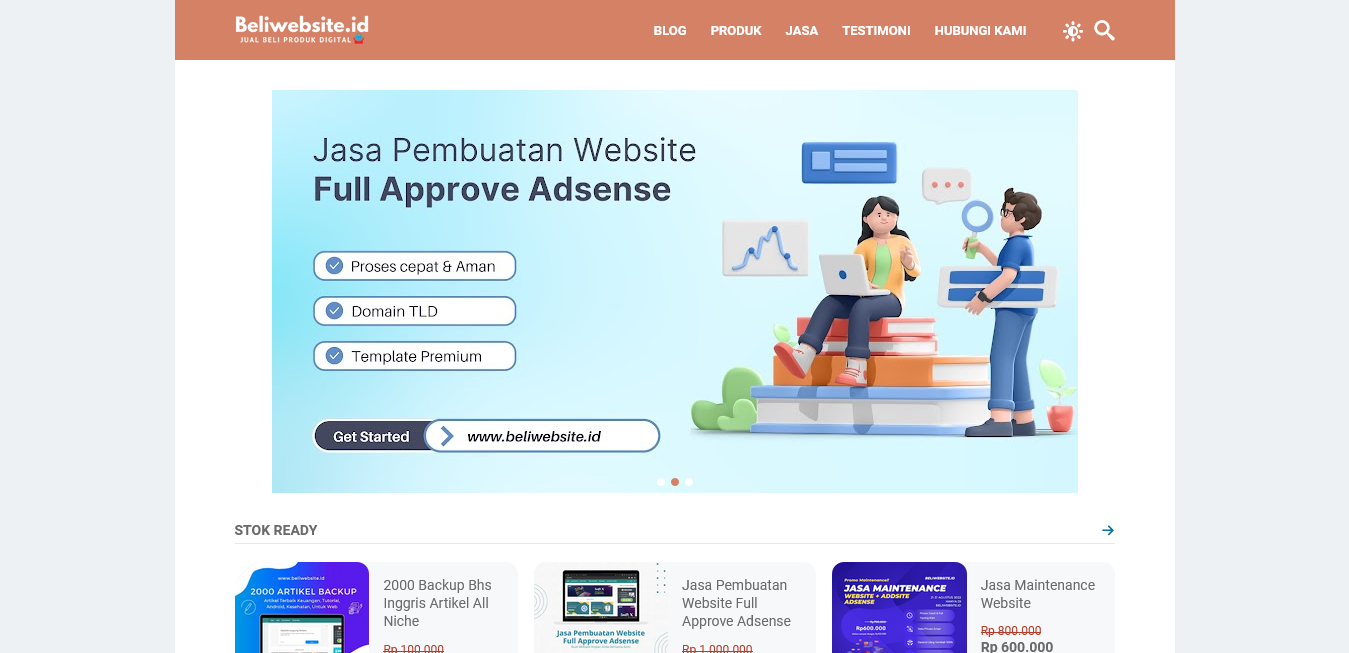 Beliwebsite.id
JUAL BELI PRODUK DIGITAL
BLOG PRODUK JASA TESTIMONI HUBUNGI KAMI
Jasa Pembuatan Website
Full Approve Adsense
Proses cepat & Aman
Domain TLD
Template Premium
Get Started www.beliwebsite.id
STOK READY
www.beliwebsite.id
2000 ARTIKEL BACKUP
Artikel Terbaik Keuangan, Tutorial,
Android, Kesehatan, Untuk Web
2000 Backup Bhs
Inggris Artikel All
Niche
Rp 100.000
Jasa Pembuatan Website
Full Approve Adsense
Jasa Pembuatan
Website Full
Approve Adsense
Rp 1.000.000
Promo Maintenance!!
BELIWEBSITE.ID
JASA MAINTENANCE
WEBSITE + ADDSITE
ADSENSE
Rp600.000
Jasa Maintenance
Website
Rp 800.000
Rp 600.000